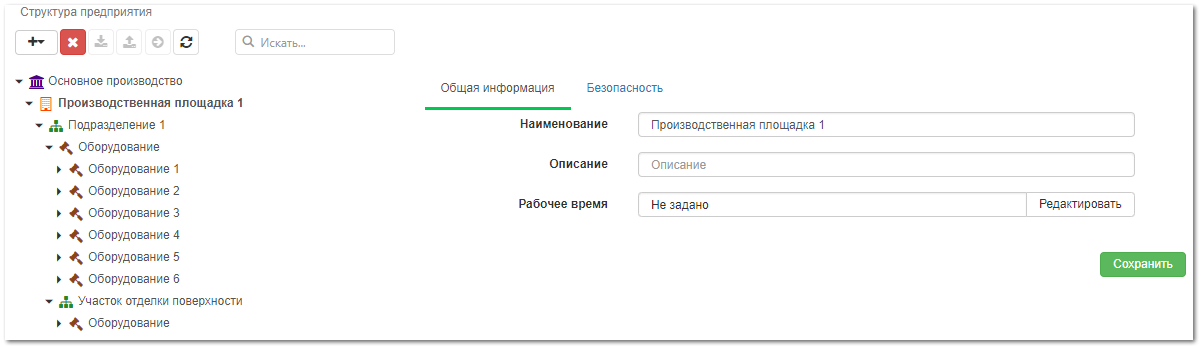 Структура предприятия
Искать...
Основное производство
Производственная площадка 1
Подразделение 1
Оборудование
Оборудование 1
Оборудование 2
Оборудование 3
Оборудование 4
Оборудование 5
Оборудование 6
Участок отделки поверхности
Оборудование
Общая информация Безопасность
Наименование Производственная площадка 1
Описание Описание
Рабочее время Не задано Редактировать
Сохранить